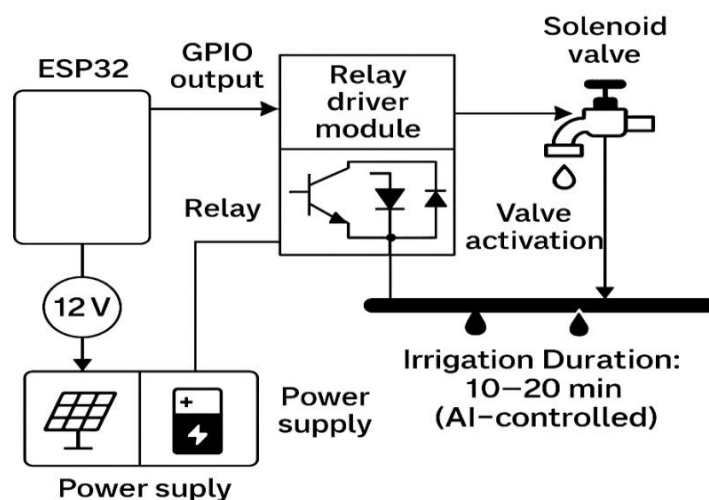 Solenoid
valve
GPIO
output
ESP32
Relay
driver
module
Relay
Valve
activation
12 V
+
Irrigation Duration:
10–20 min
(AI–controlled)
Power
supply
Power suply